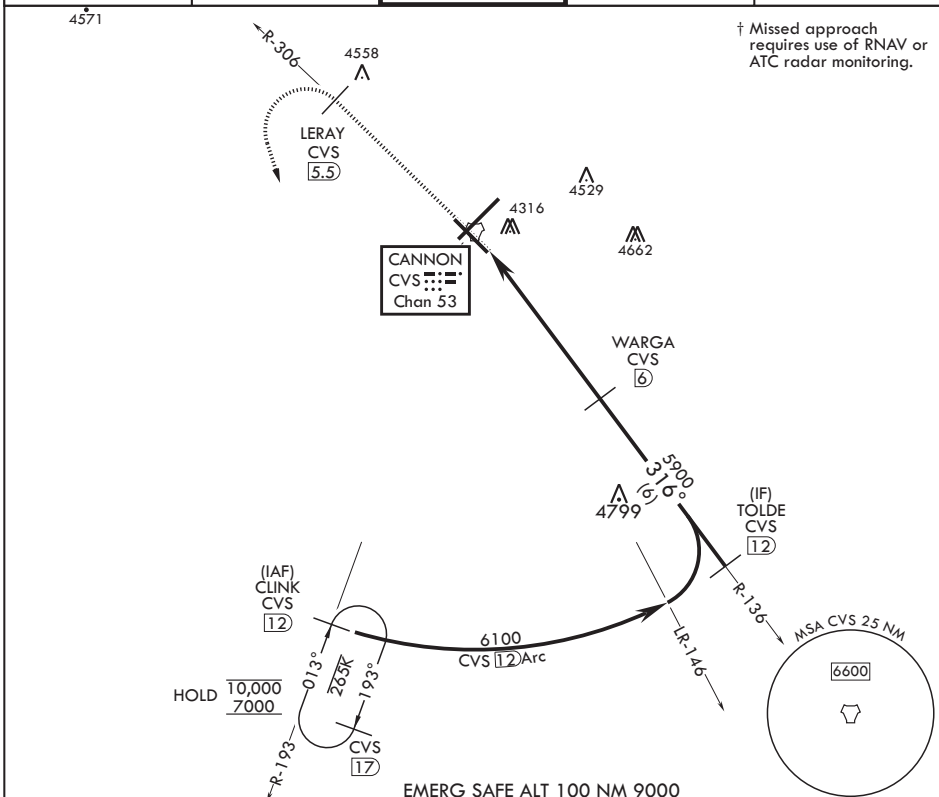 4571
† Missed approach
requires use of RNAV or
ATC radar monitoring.
R-306
4558
LERAY
CVS
5.5
4529
4316
4662
CANNON
CVS
Chan 53
WARGA
CVS
6
5900
316°
(6)
4799
(IF)
TOLDE
CVS
12
R-136
(IAF)
CLINK
CVS
12
6100
CVS 12 Arc
LR-146
MSA CVS 25 NM
6600
HOLD 10,000
7000
013°
265K
193°
R-193
CVS
17
EMERG SAFE ALT 100 NM 9000